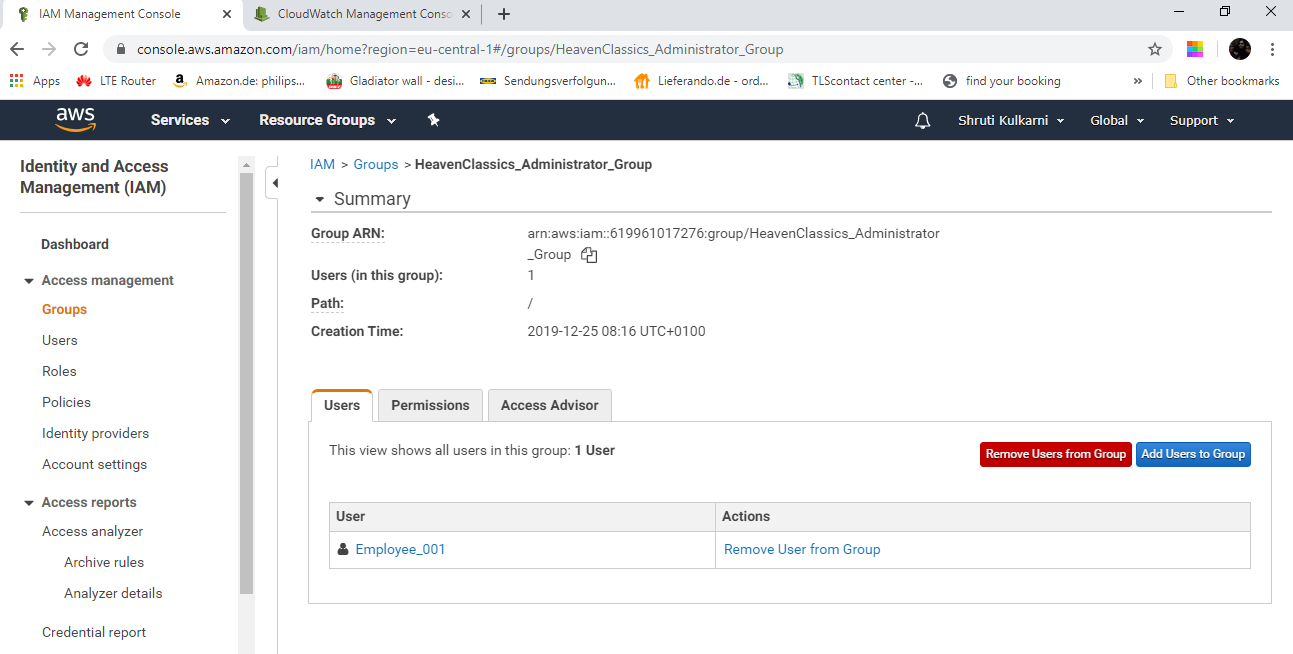 IAM Management Console
CloudWatch Management Conso
console.aws.amazon.com/iam/home?region=eu-central-1#/groups/HeavenClassics_Administrator_Group
Apps
LTE Router
Amazon.de: philips...
Gladiator wall - desi...
Sendungsverfolgun...
Lieferando.de - ord...
TLScontact center -...
find your booking
»
Other bookmarks
aws
Services
Resource Groups
Shruti Kulkarni
Global
Support
Identity and Access
Management (IAM)
Dashboard
Access management
Groups
Users
Roles
Policies
Identity providers
Account settings
Access reports
Access analyzer
Archive rules
Analyzer details
Credential report
IAM > Groups > HeavenClassics_Administrator_Group
Summary
Group ARN: arn:aws:iam::619961017276:group/HeavenClassics_Administrator
_Group
Users (in this group): 1
Path: /
Creation Time: 2019-12-25 08:16 UTC+0100
Users
Permissions
Access Advisor
This view shows all users in this group: 1 User
Remove Users from Group
Add Users to Group
User
Actions
Employee_001
Remove User from Group